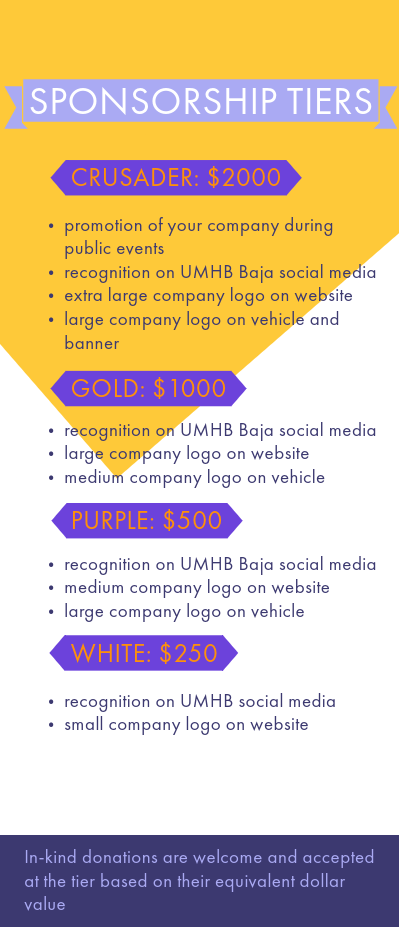 SPONSORSHIP TIERS
CRUSADER: $2000
• promotion of your company during
public events
• recognition on UMHB Baja social media
• extra large company logo on website
• large company logo on vehicle and
banner
GOLD: $1000
• recognition on UMHB Baja social media
• large company logo on website
• medium company logo on vehicle
PURPLE: $500
• recognition on UMHB Baja social media
• medium company logo on website
• large company logo on vehicle
WHITE: $250
• recognition on UMHB social media
• small company logo on website
In-kind donations are welcome and accepted
at the tier based on their equivalent dollar
value